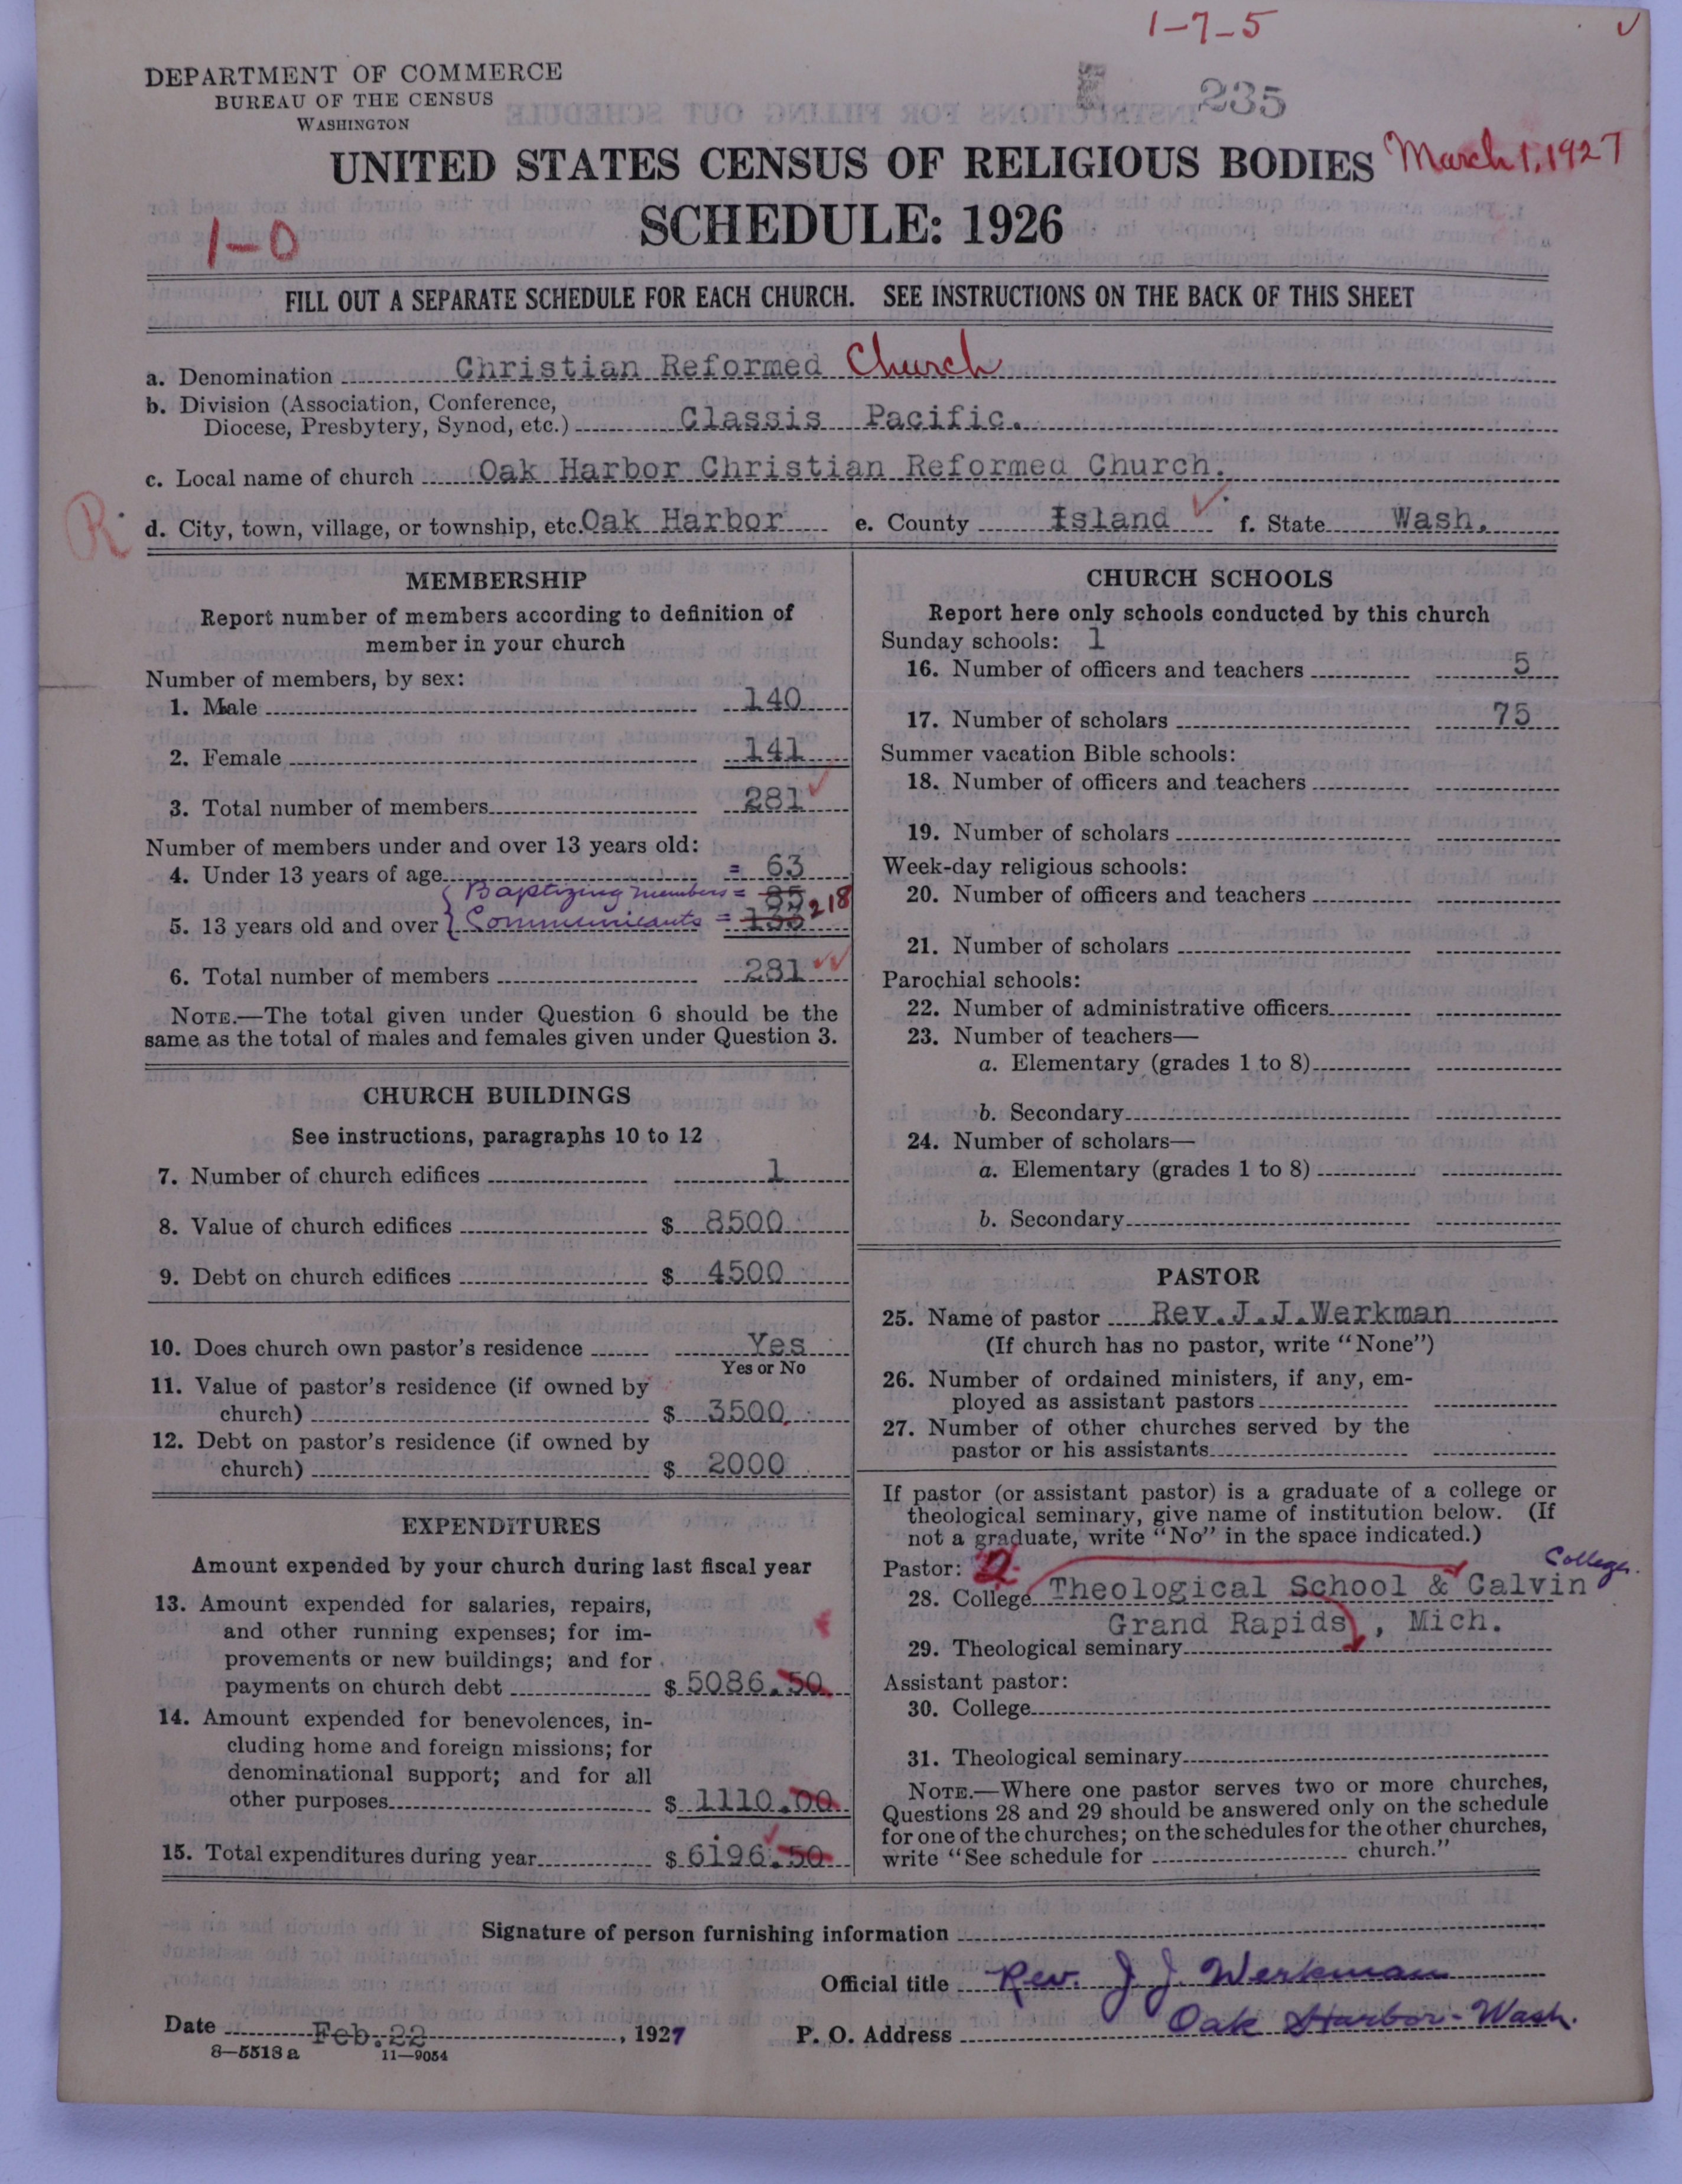 1-7-5
DEPARTMENT OF COMMERCE
BUREAU OF THE CENSUS
WASHINGTON
235
UNITED STATES CENSUS OF RELIGIOUS BODIES March 1, 1927
SCHEDULE: 1926
1-0
FILL OUT A SEPARATE SCHEDULE FOR EACH CHURCH. SEE INSTRUCTIONS ON THE BACK OF THIS SHEET
a. Denomination Christian Reformed Church
b. Division (Association, Conference,
Diocese, Presbytery, Synod, etc.) Classis Pacific.
c. Local name of church Oak Harbor Christian Reformed Church.
R
d. City, town, village, or township, etc. Oak Harbor e. County Island f. State Wash.
MEMBERSHIP
Report number of members according to definition of
member in your church
Number of members, by sex:
1. Male 140
2. Female 141
3. Total number of members 281
Number of members under and over 13 years old:
4. Under 13 years of age = 63
Baptizing members = 85
5. 13 years old and over { Communicants = 133 218
6. Total number of members 281
NOTE.—The total given under Question 6 should be the
same as the total of males and females given under Question 3.
CHURCH BUILDINGS
See instructions, paragraphs 10 to 12
7. Number of church edifices 1
8. Value of church edifices $ 8500
9. Debt on church edifices $ 4500
10. Does church own pastor's residence Yes
Yes or No
11. Value of pastor's residence (if owned by
church) $ 3500.
12. Debt on pastor's residence (if owned by
church) $ 2000
EXPENDITURES
Amount expended by your church during last fiscal year
13. Amount expended for salaries, repairs,
and other running expenses; for im-
provements or new buildings; and for
payments on church debt $ 5086.50
14. Amount expended for benevolences, in-
cluding home and foreign missions; for
denominational support; and for all
other purposes $ 1110.00
15. Total expenditures during year $ 6196.50
CHURCH SCHOOLS
Report here only schools conducted by this church
Sunday schools: 1
16. Number of officers and teachers 5
17. Number of scholars 75
Summer vacation Bible schools:
18. Number of officers and teachers
19. Number of scholars
Week-day religious schools:
20. Number of officers and teachers
21. Number of scholars
Parochial schools:
22. Number of administrative officers
23. Number of teachers—
a. Elementary (grades 1 to 8)
b. Secondary
24. Number of scholars—
a. Elementary (grades 1 to 8)
b. Secondary
PASTOR
25. Name of pastor Rev. J. J. Werkman
(If church has no pastor, write "None")
26. Number of ordained ministers, if any, em-
ployed as assistant pastors
27. Number of other churches served by the
pastor or his assistants
If pastor (or assistant pastor) is a graduate of a college or
theological seminary, give name of institution below. (If
not a graduate, write "No" in the space indicated.)
Pastor: 2 College.
28. College Theological School & Calvin
Grand Rapids, Mich.
29. Theological seminary
Assistant pastor:
30. College
31. Theological seminary
NOTE.—Where one pastor serves two or more churches,
Questions 28 and 29 should be answered only on the schedule
for one of the churches; on the schedules for the other churches,
write "See schedule for church."
Signature of person furnishing information
Official title Rev. J J. Werkman
Date Feb. 22, 1927 P. O. Address Oak Harbor - Wash.
8—5513 a 11—9054